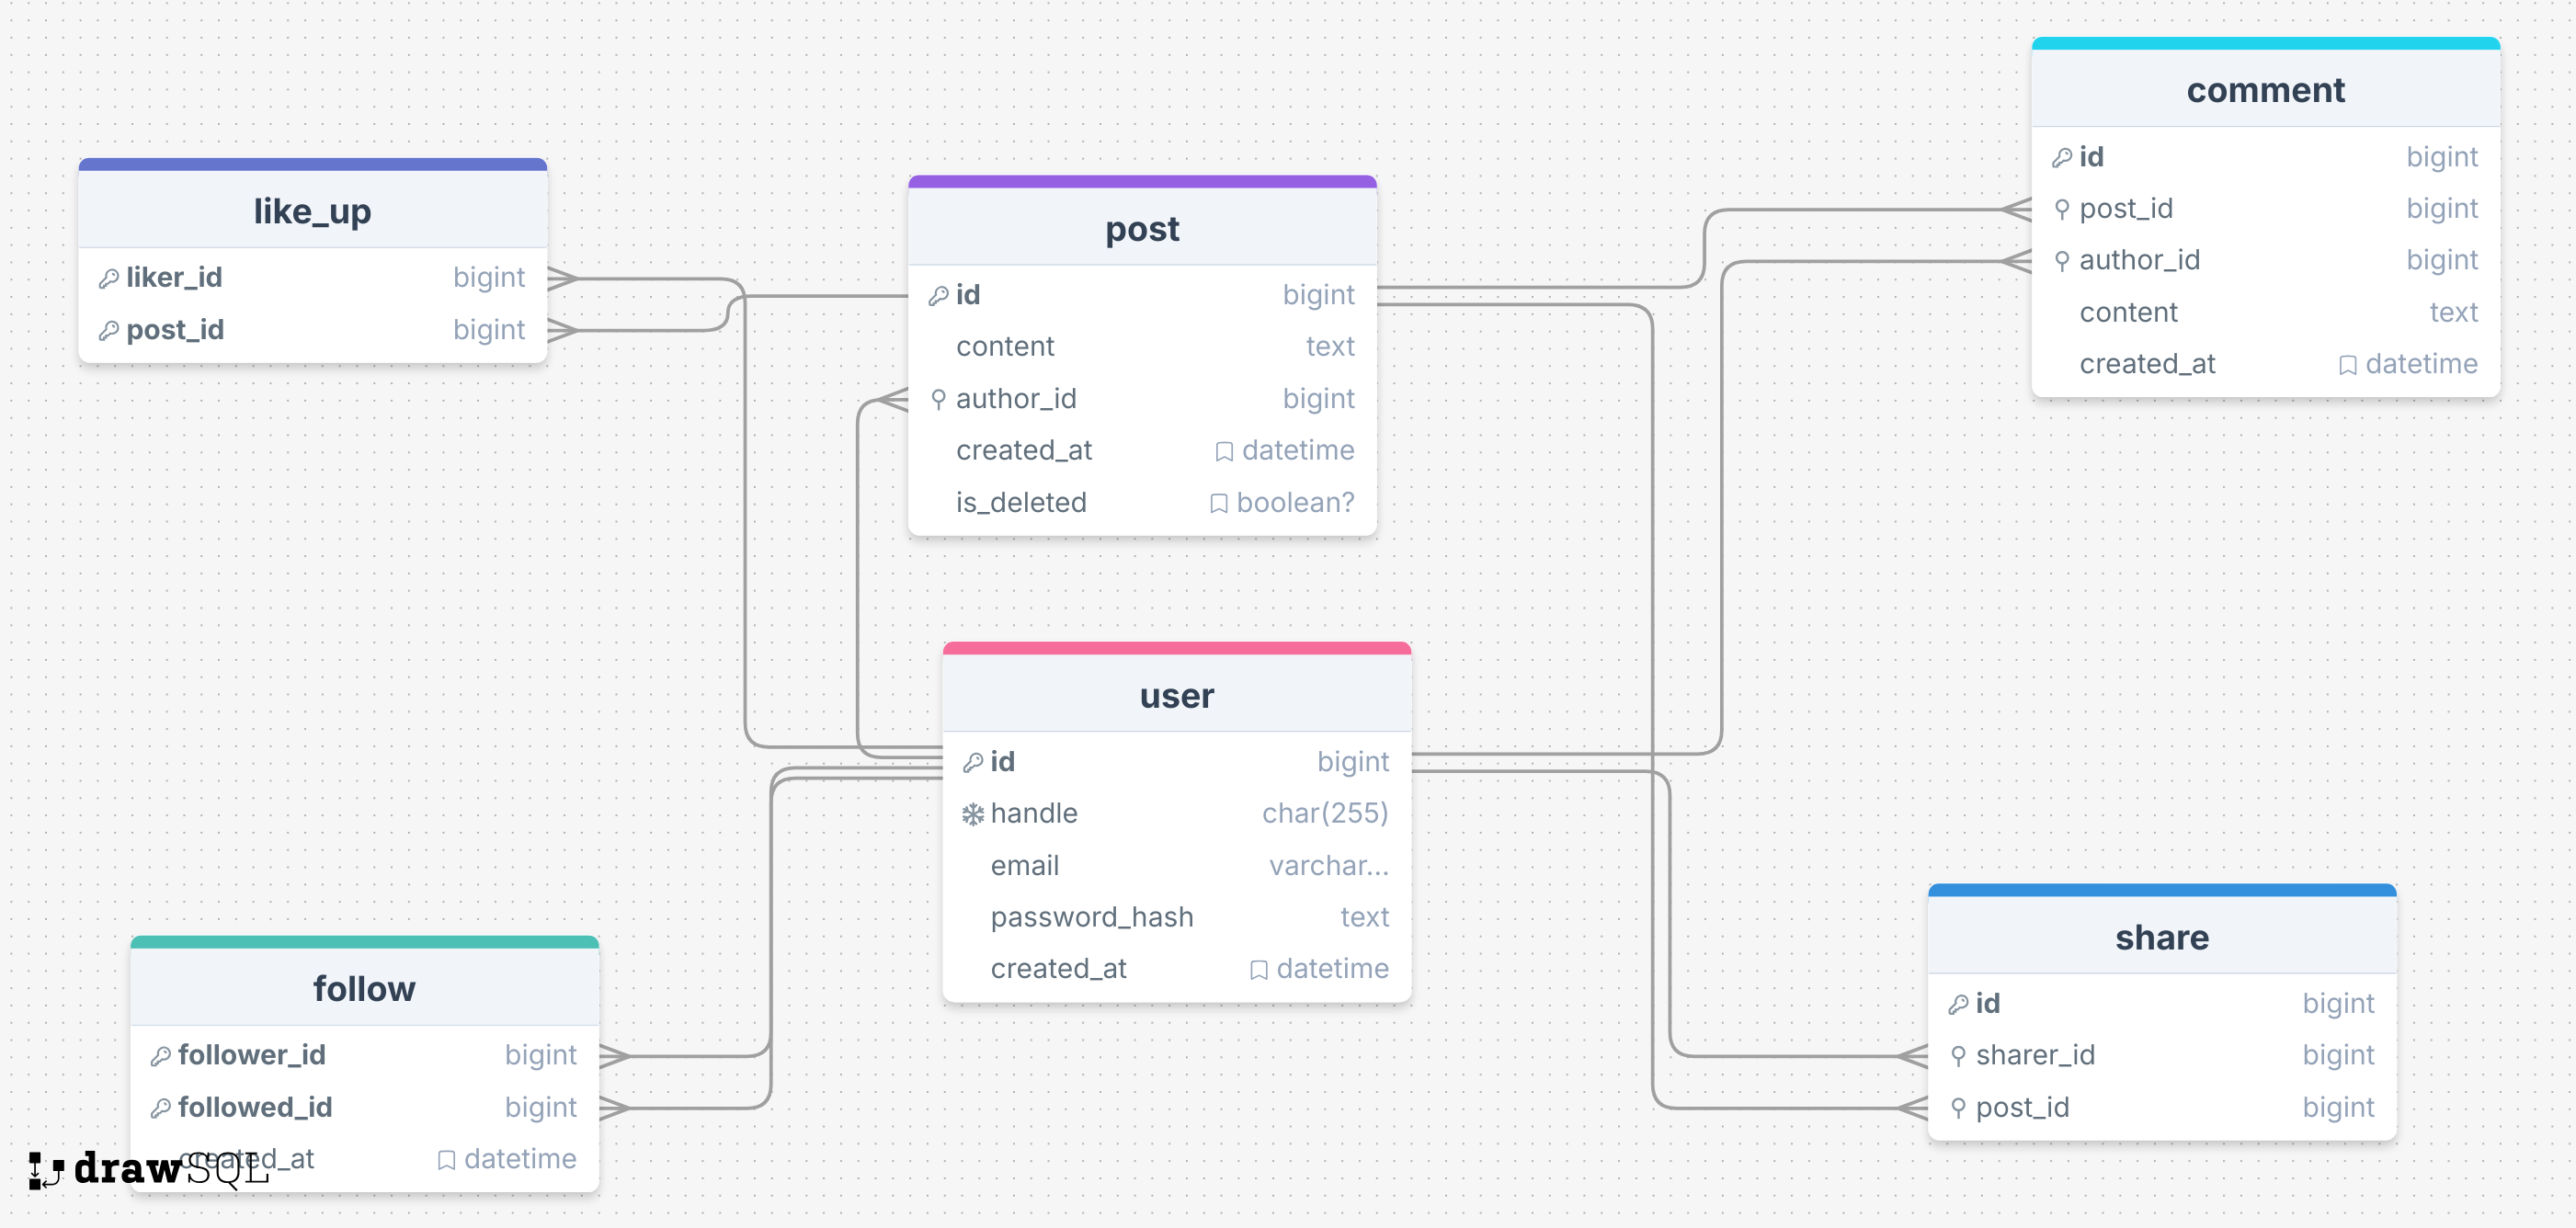 like_up
liker_id bigint
post_id bigint
post
id bigint
content text
author_id bigint
created_at datetime
is_deleted boolean?
comment
id bigint
post_id bigint
author_id bigint
content text
created_at datetime
user
id bigint
handle char(255)
email varchar...
password_hash text
created_at datetime
follow
follower_id bigint
followed_id bigint
created_at datetime
share
id bigint
sharer_id bigint
post_id bigint
drawSQL